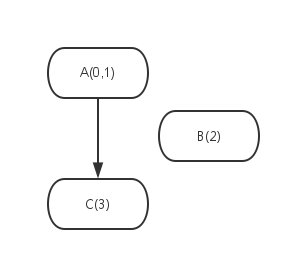 A(0,1)
B(2)
C(3)